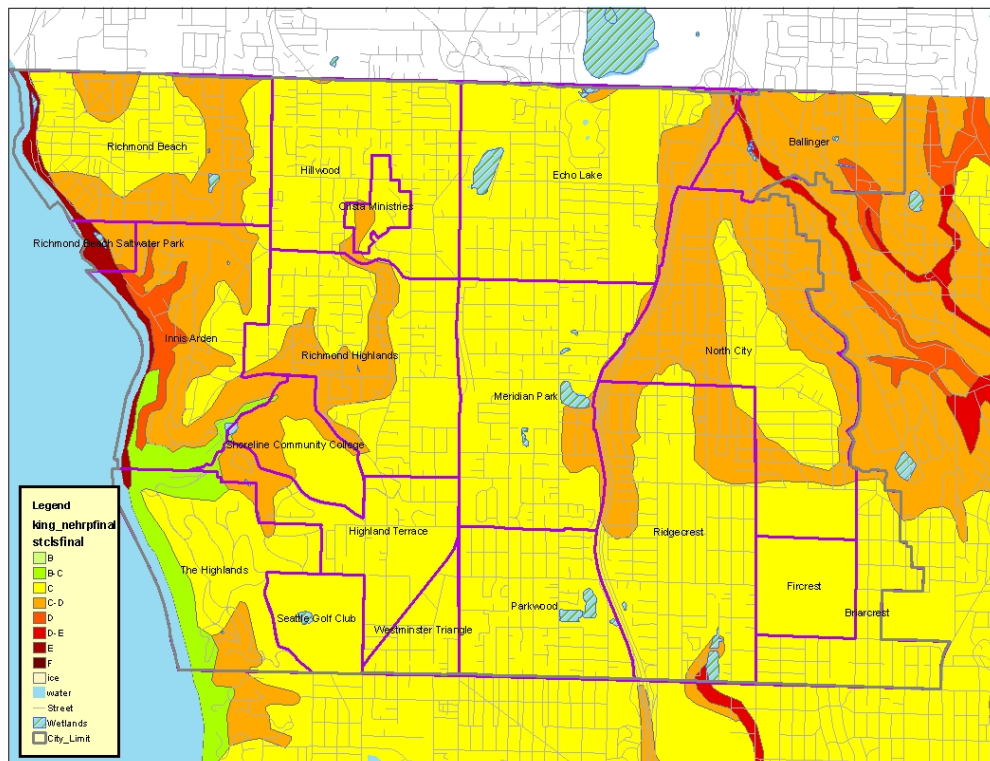 Richmond Beach
Ballinger
Hillwood
Echo Lake
Crista Ministries
Richmond Beach Saltwater Park
Innis Arden
Richmond Highlands
North City
Meridian Park
Shoreline Community College
Highland Terrace
Ridgecrest
The Highlands
Fircrest
Parkwood
Briarcrest
Seattle Golf Club
Westminster Triangle
Legend
king_nehrpfinal
stclsfinal
B
B-C
C
C-D
D
D-E
E
F
ice
water
Street
Wetlands
City_Limit